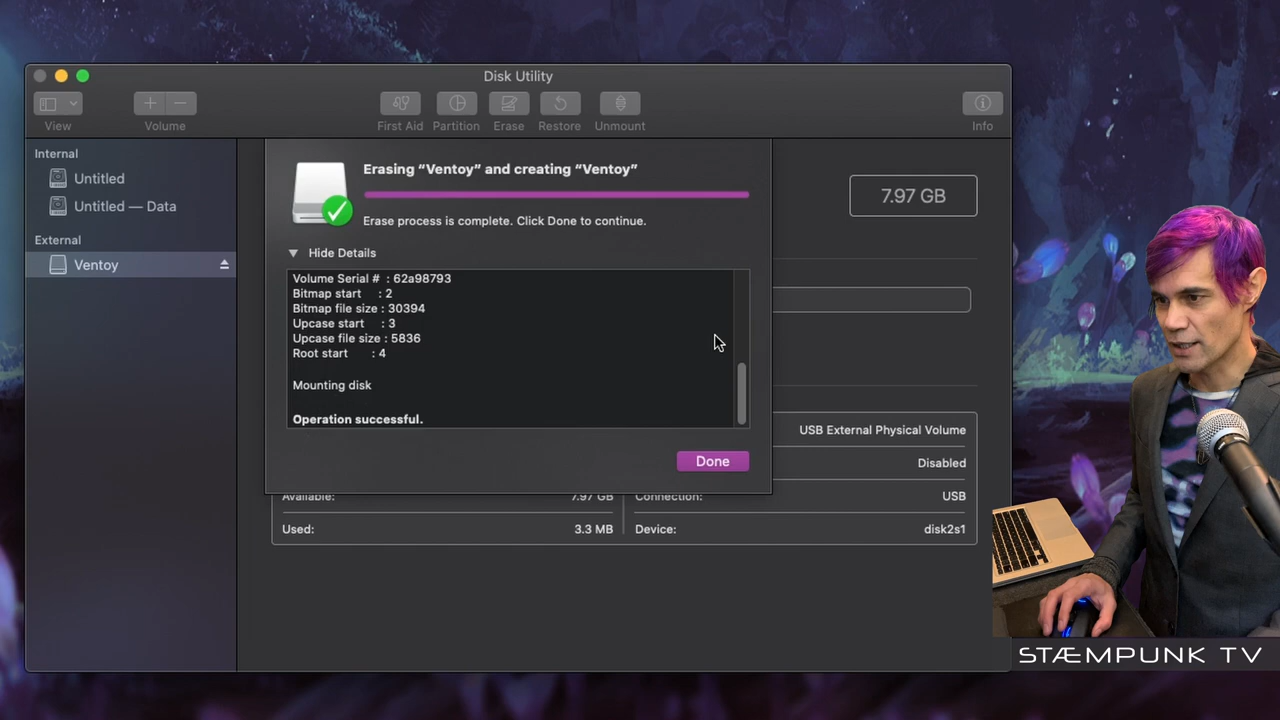 Disk Utility
View
Volume
First Aid
Partition
Erase
Restore
Unmount
Info
Internal
Untitled
Untitled — Data
External
Ventoy
Erasing “Ventoy” and creating “Ventoy”
Erase process is complete. Click Done to continue.
Hide Details
Volume Serial # : 62a98793
Bitmap start : 2
Bitmap file size : 30394
Upcase start : 3
Upcase file size : 5836
Root start : 4
Mounting disk
Operation successful.
Done
7.97 GB
USB External Physical Volume
Disabled
Available: 7.97 GB
Connection: USB
Used: 3.3 MB
Device: disk2s1
STÆMPUNK TV